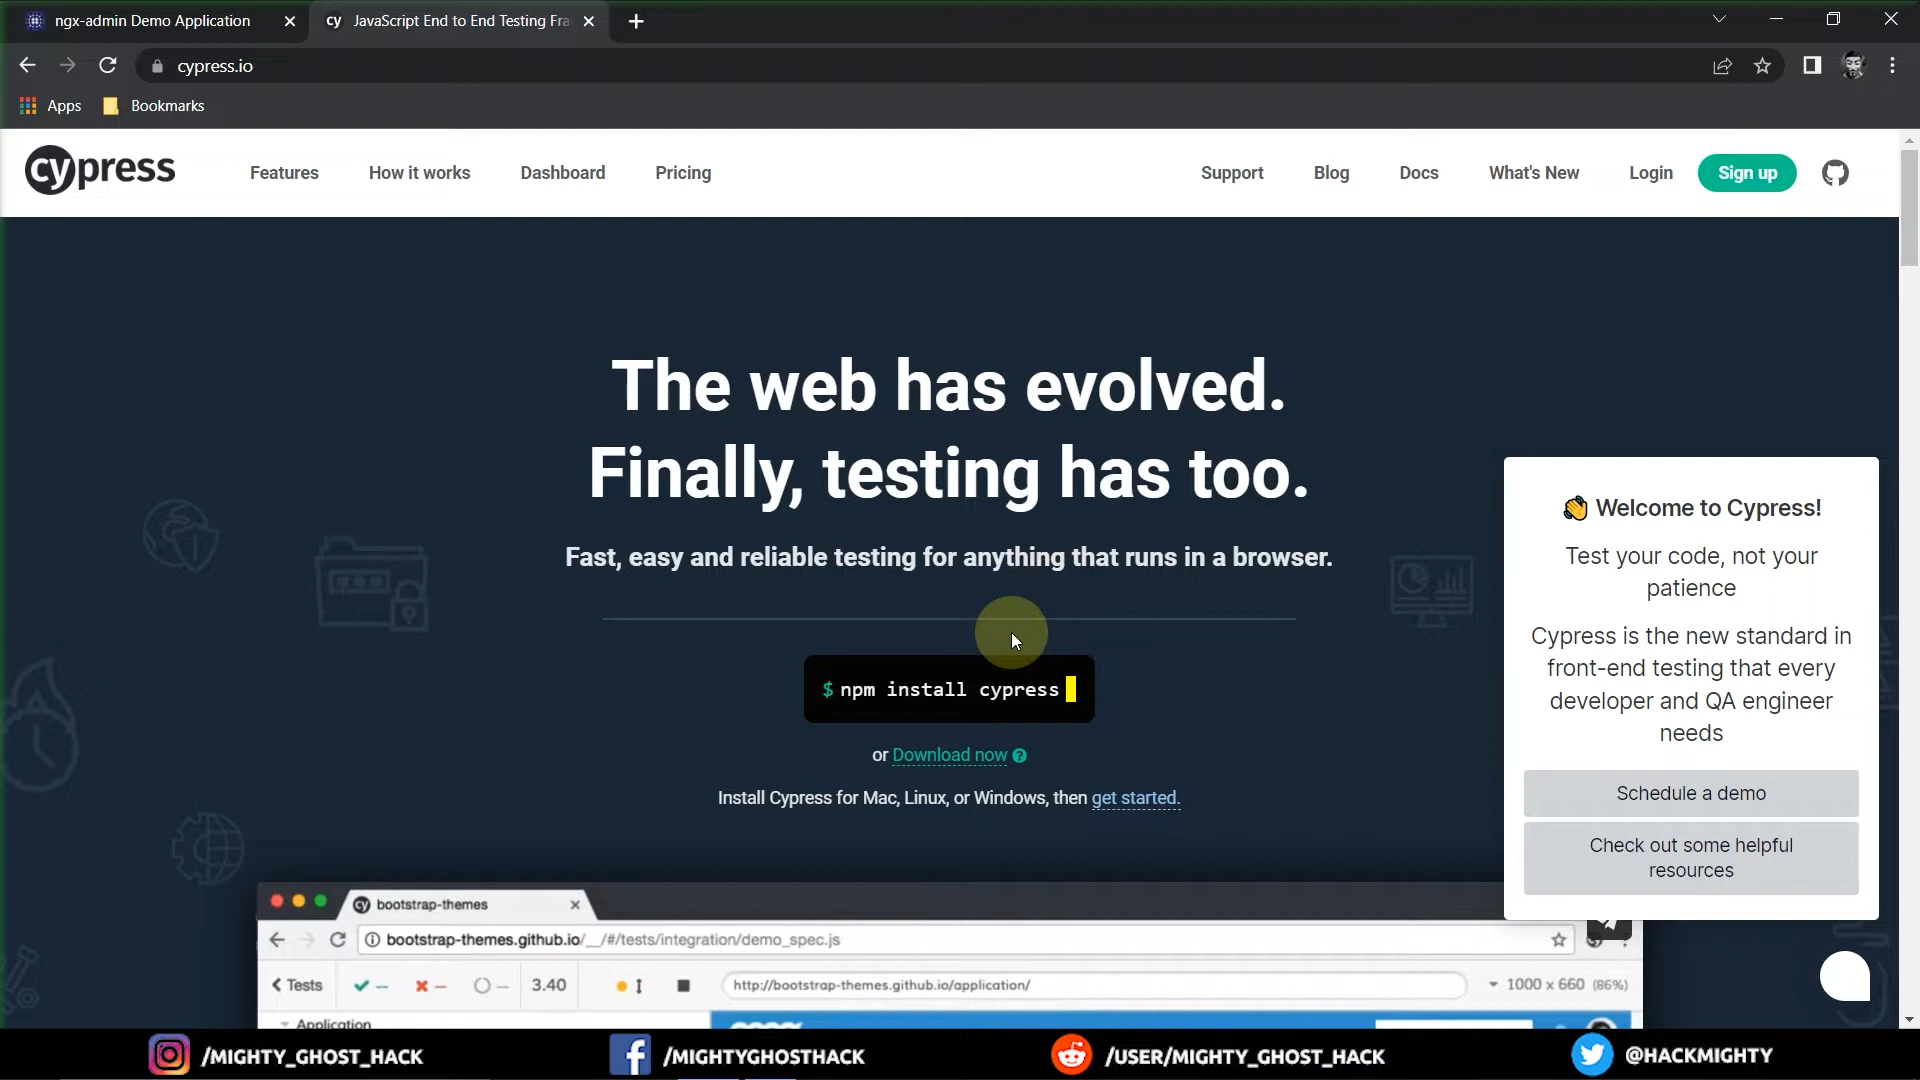 ngx-admin Demo Application
JavaScript End to End Testing Fra
cypress.io
Apps
Bookmarks
cypress
Features
How it works
Dashboard
Pricing
Support
Blog
Docs
What's New
Login
Sign up
The web has evolved.
Finally, testing has too.
Fast, easy and reliable testing for anything that runs in a browser.
$ npm install cypress
or Download now
Install Cypress for Mac, Linux, or Windows, then get started.
👋 Welcome to Cypress!
Test your code, not your
patience
Cypress is the new standard in
front-end testing that every
developer and QA engineer
needs
Schedule a demo
Check out some helpful
resources
cy bootstrap-themes
bootstrap-themes.github.io/__/#/tests/integration/demo_spec.js
< Tests
3.40
http://bootstrap-themes.github.io/application/
1000 x 660 (86%)
Application
/MIGHTY_GHOST_HACK
/MIGHTYGHOSTHACK
/USER/MIGHTY_GHOST_HACK
@HACKMIGHTY